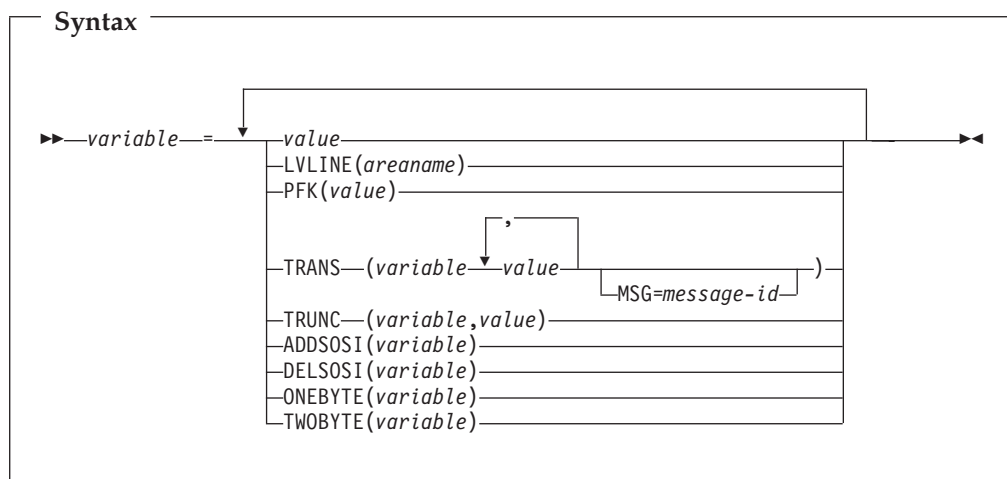 Syntax
variable = value
LVLINE(areaname)
PFK(value)
,
TRANS (variable value )
MSG=message-id
TRUNC (variable,value)
ADDSOSI(variable)
DELSOSI(variable)
ONEBYTE(variable)
TWOBYTE(variable)